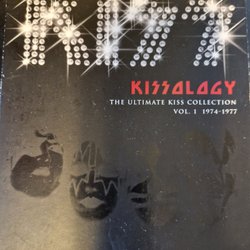 KISS
KISSOLOGY
THE ULTIMATE KISS COLLECTION
VOL. 1 1974-1977